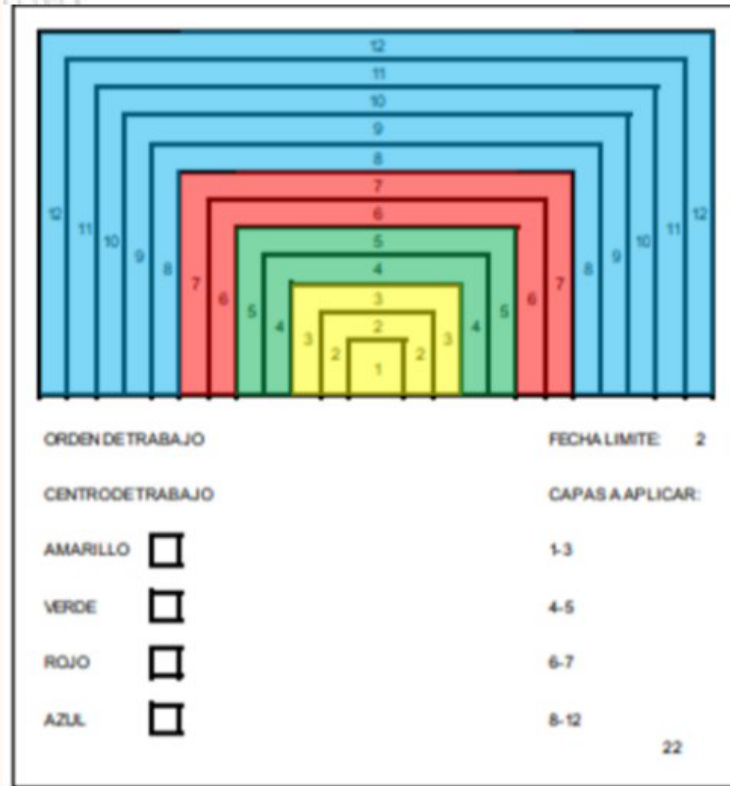 12
11
10
9
8
7
6
5
4
3
2
12 11 10 9 8 7 6 5 4 3 2 1 2 3 4 5 6 7 8 9 10 11 12
ORDEN DE TRABAJO FECHA LIMITE: 2
CENTRO DE TRABAJO CAPAS A APLICAR:
AMARILLO 1-3
VERDE 4-5
ROJO 6-7
AZUL 8-12
22